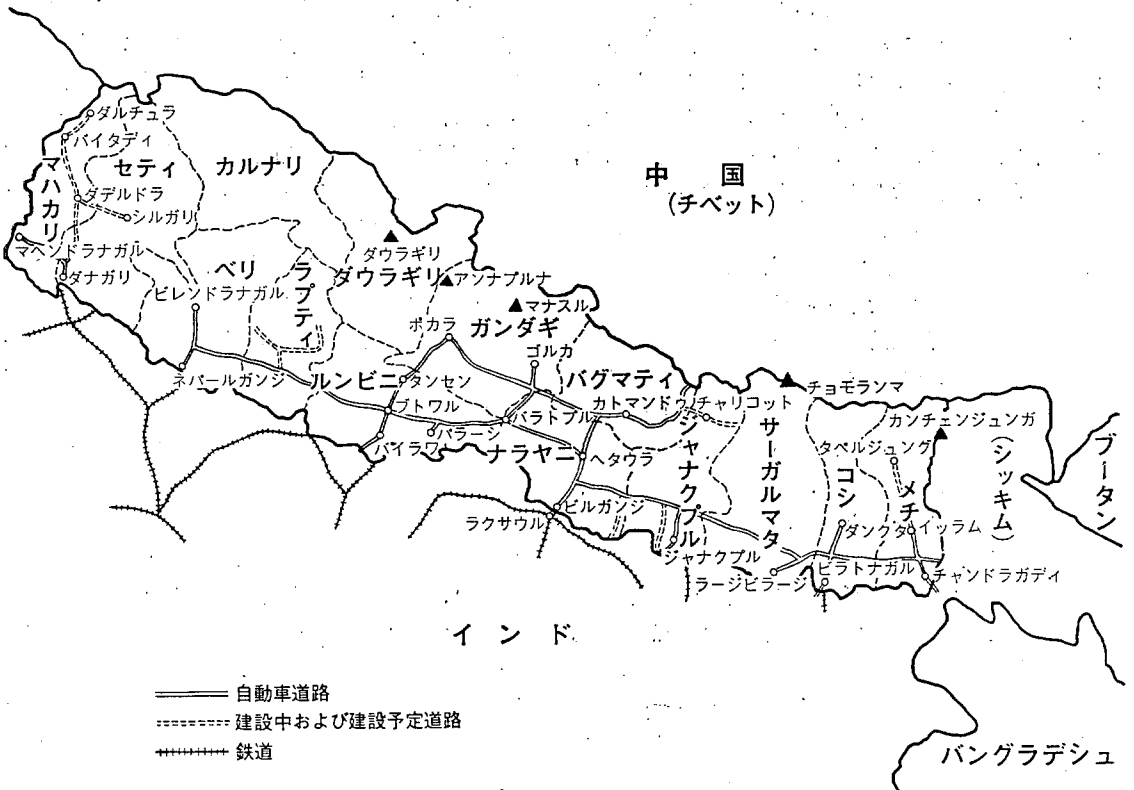 ダルチュラ
バイタディ
マハカリ
セティ
カルナリ
ダデルドラ
シルガリ
マヘンドラナガル
ダナガリ
中国
(チベット)
ベリ
ビレンドラナガル
ラプティ
ダウラギリ
ダウラギリ
アンナプルナ
マナスル
ポカラ
ガンダギ
ゴルカ
ネパールガンジ
ルンビニ
タンセン
バグマティ
チョモランマ
ブトワル
バラトプル
カトマンドゥ
チャリコット
カンチェンジュンガ
パラーシ
バイラワ
ナラヤニ
ヘタウラ
ジャナクプル
サーガルマタ
タペルジュング
コシ
メチ
(シッキム)
ブータン
ラクサウル
ビルガンジ
ジャナクプル
ダンクタ
イッラム
ラージビラージ
ビラトナガル
チャンドラガディ
インド
自動車道路
建設中および建設予定道路
鉄道
バングラデシュ